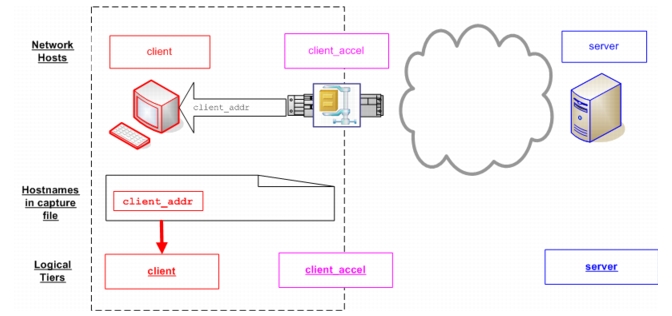 Network
Hosts
client
client_accel
server
client_addr
Hostnames
in capture
file
client_addr
Logical
Tiers
client
client_accel
server